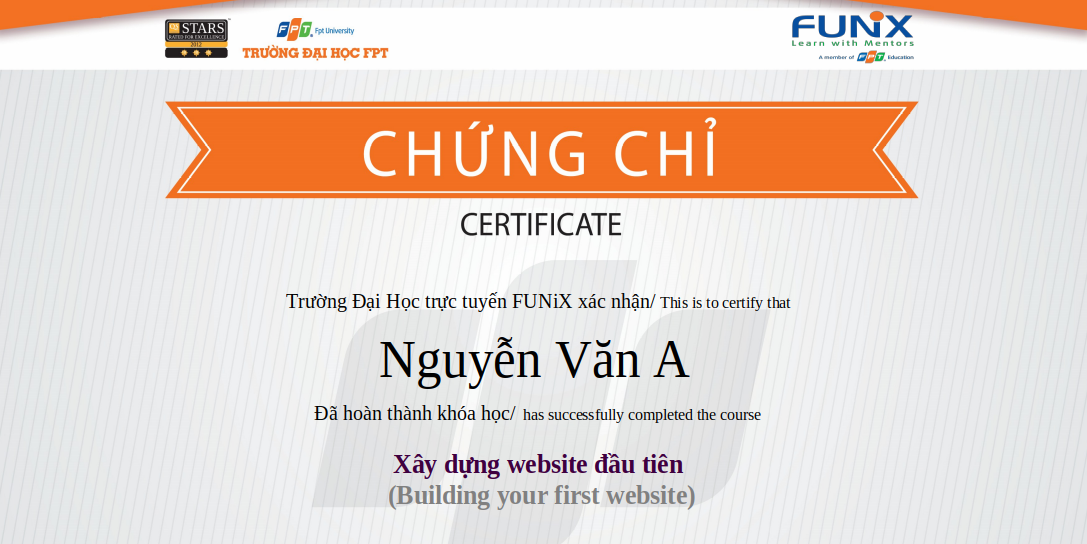 STARS
RATED FOR EXCELLENCE
2012
FPT. Fpt University
TRƯỜNG ĐẠI HỌC FPT
FUNiX
Learn with Mentors
A member of FPT. Education
CHỨNG CHỈ
CERTIFICATE
Trường Đại Học trực tuyến FUNiX xác nhận/ This is to certify that
Nguyễn Văn A
Đã hoàn thành khóa học/ has successfully completed the course
Xây dựng website đầu tiên
(Building your first website)